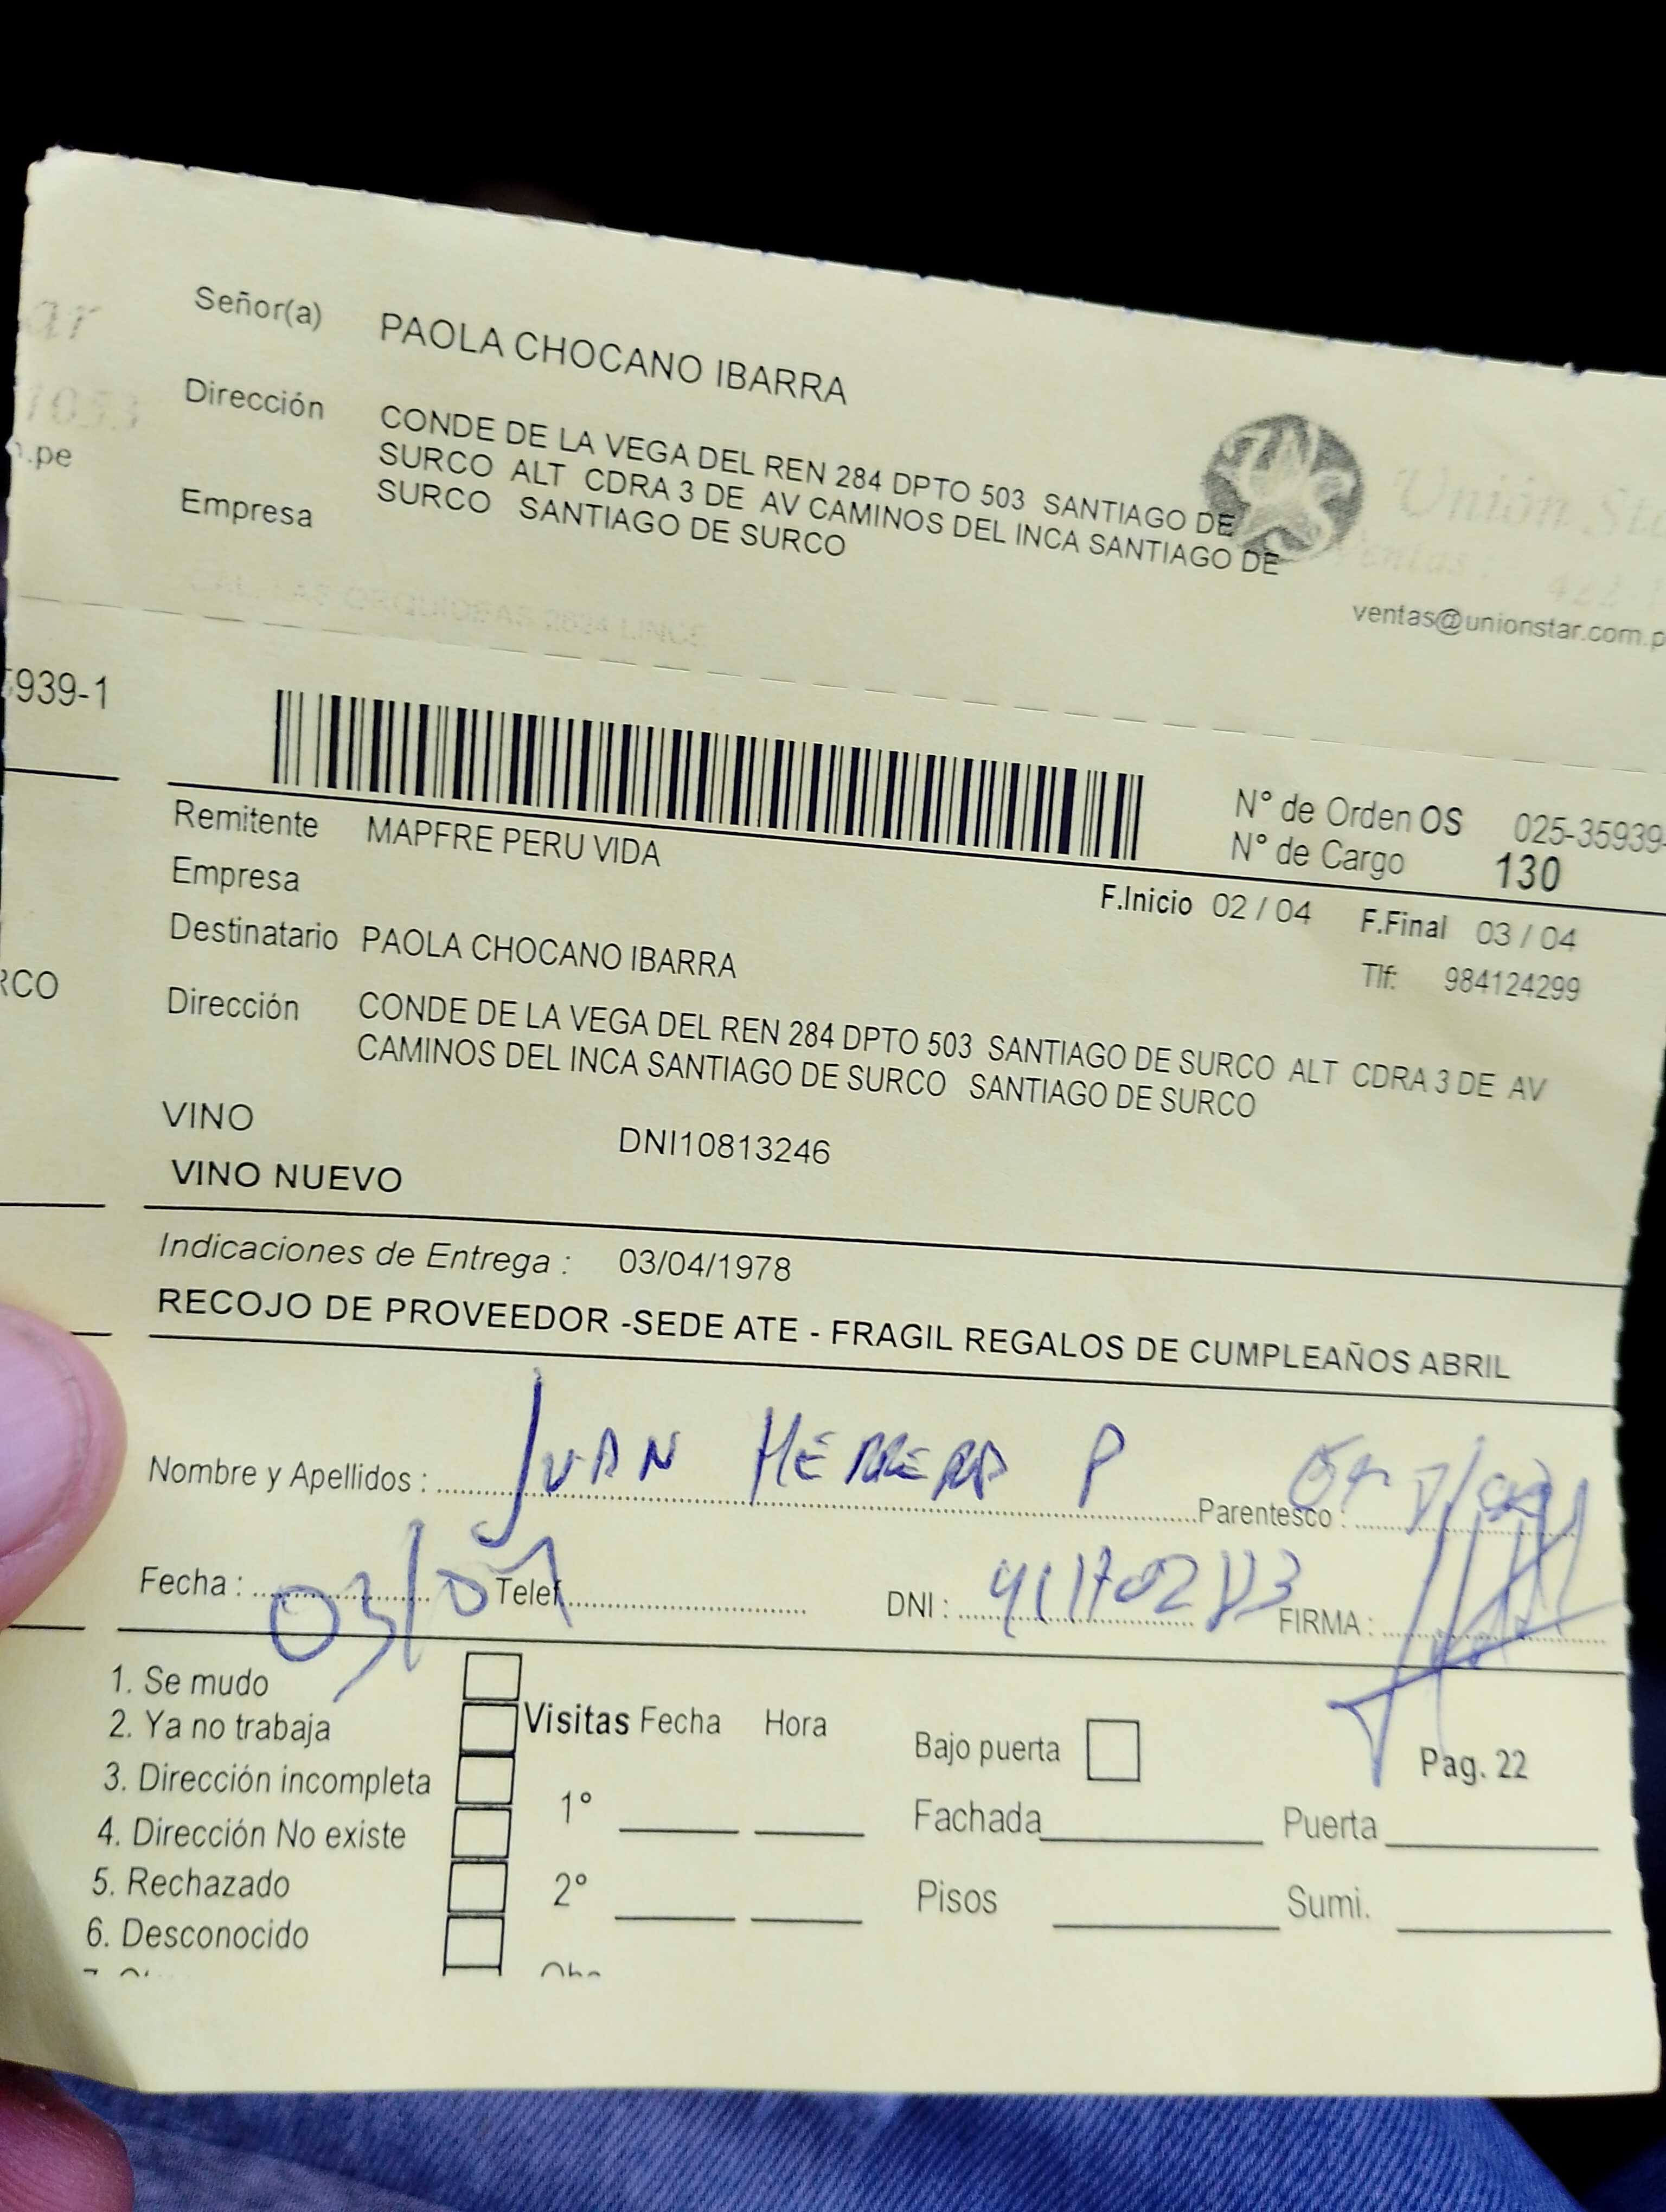 Señor(a) PAOLA CHOCANO IBARRA
Dirección CONDE DE LA VEGA DEL REN 284 DPTO 503 SANTIAGO DE
SURCO ALT CDRA 3 DE AV CAMINOS DEL INCA SANTIAGO DE
Empresa SURCO SANTIAGO DE SURCO
ar
1053
.pe
Unión
ventas@unionstar.com.p
939-1
N° de Orden OS 025-35939-
N° de Cargo 130
Remitente MAPFRE PERU VIDA
Empresa
F.Inicio 02 / 04 F.Final 03 / 04
Destinatario PAOLA CHOCANO IBARRA
Tlf: 984124299
RCO
Dirección CONDE DE LA VEGA DEL REN 284 DPTO 503 SANTIAGO DE SURCO ALT CDRA 3 DE AV
CAMINOS DEL INCA SANTIAGO DE SURCO SANTIAGO DE SURCO
VINO DNI10813246
VINO NUEVO
Indicaciones de Entrega : 03/04/1978
RECOJO DE PROVEEDOR -SEDE ATE - FRAGIL REGALOS DE CUMPLEAÑOS ABRIL
Nombre y Apellidos : JUAN HERRERA P Parentesco :
Fecha : 03/04 Telef. DNI : FIRMA :
1. Se mudo
2. Ya no trabaja
3. Dirección incompleta
4. Dirección No existe
5. Rechazado
6. Desconocido
Visitas Fecha Hora
1°
2°
Bajo puerta Pag. 22
Fachada Puerta
Pisos Sumi.